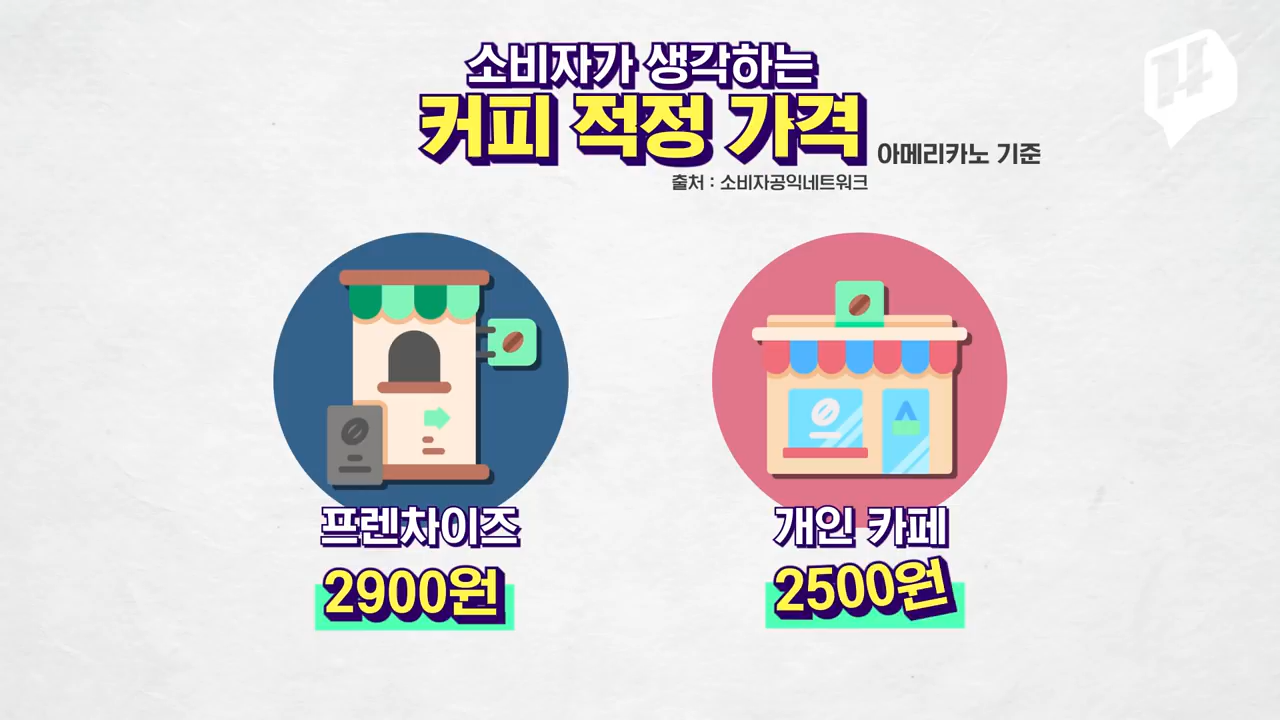 소비자가 생각하는
커피 적정 가격
아메리카노 기준
출처 : 소비자공익네트워크
14
프렌차이즈
개인 카페
2900원
2500원